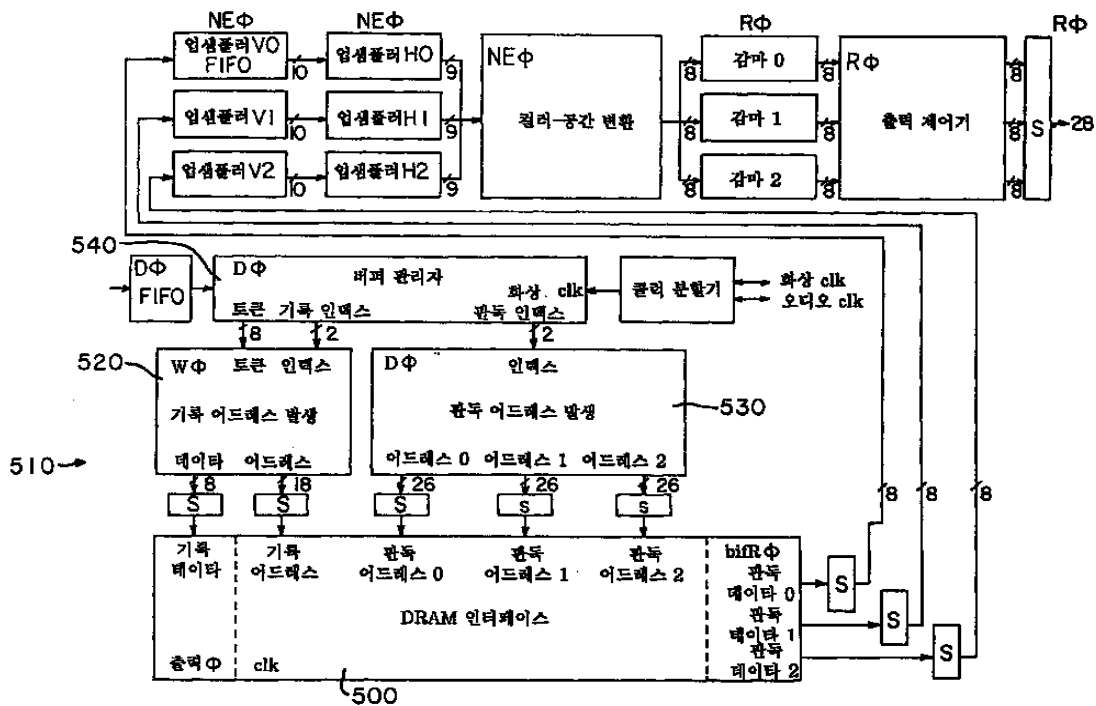 NEΦ NEΦ RΦ RΦ
업샘플러 V0
FIFO
10
업샘플러 H0
9
NEΦ
8
감마 0
8
RΦ
8
업샘플러 V1
10
업샘플러 H1
9
컬러-공간 변환
8
감마 1
8
출력 제어기
8
S
28
업샘플러 V2
10
업샘플러 H2
9
8
감마 2
8
8
540
DΦ
FIFO
DΦ
버퍼 관리자
화상 clk
토큰 기록 인덱스
판독 인덱스
클럭 분할기
화상 clk
오디오 clk
8
2
2
520
WΦ 토큰 인덱스
기록 어드레스 발생
데이타 어드레스
DΦ
인덱스
판독 어드레스 발생
어드레스 0 어드레스 1 어드레스 2
530
510
8
18
26
26
26
8
8
8
S
S
S
S
S
기록
데이타
기록
어드레스
판독
어드레스 0
판독
어드레스 1
판독
어드레스 2
bifRΦ
판독
데이타 0
판독
데이타 1
판독
데이타 2
S
S
S
DRAM 인터페이스
출력 Φ
clk
500